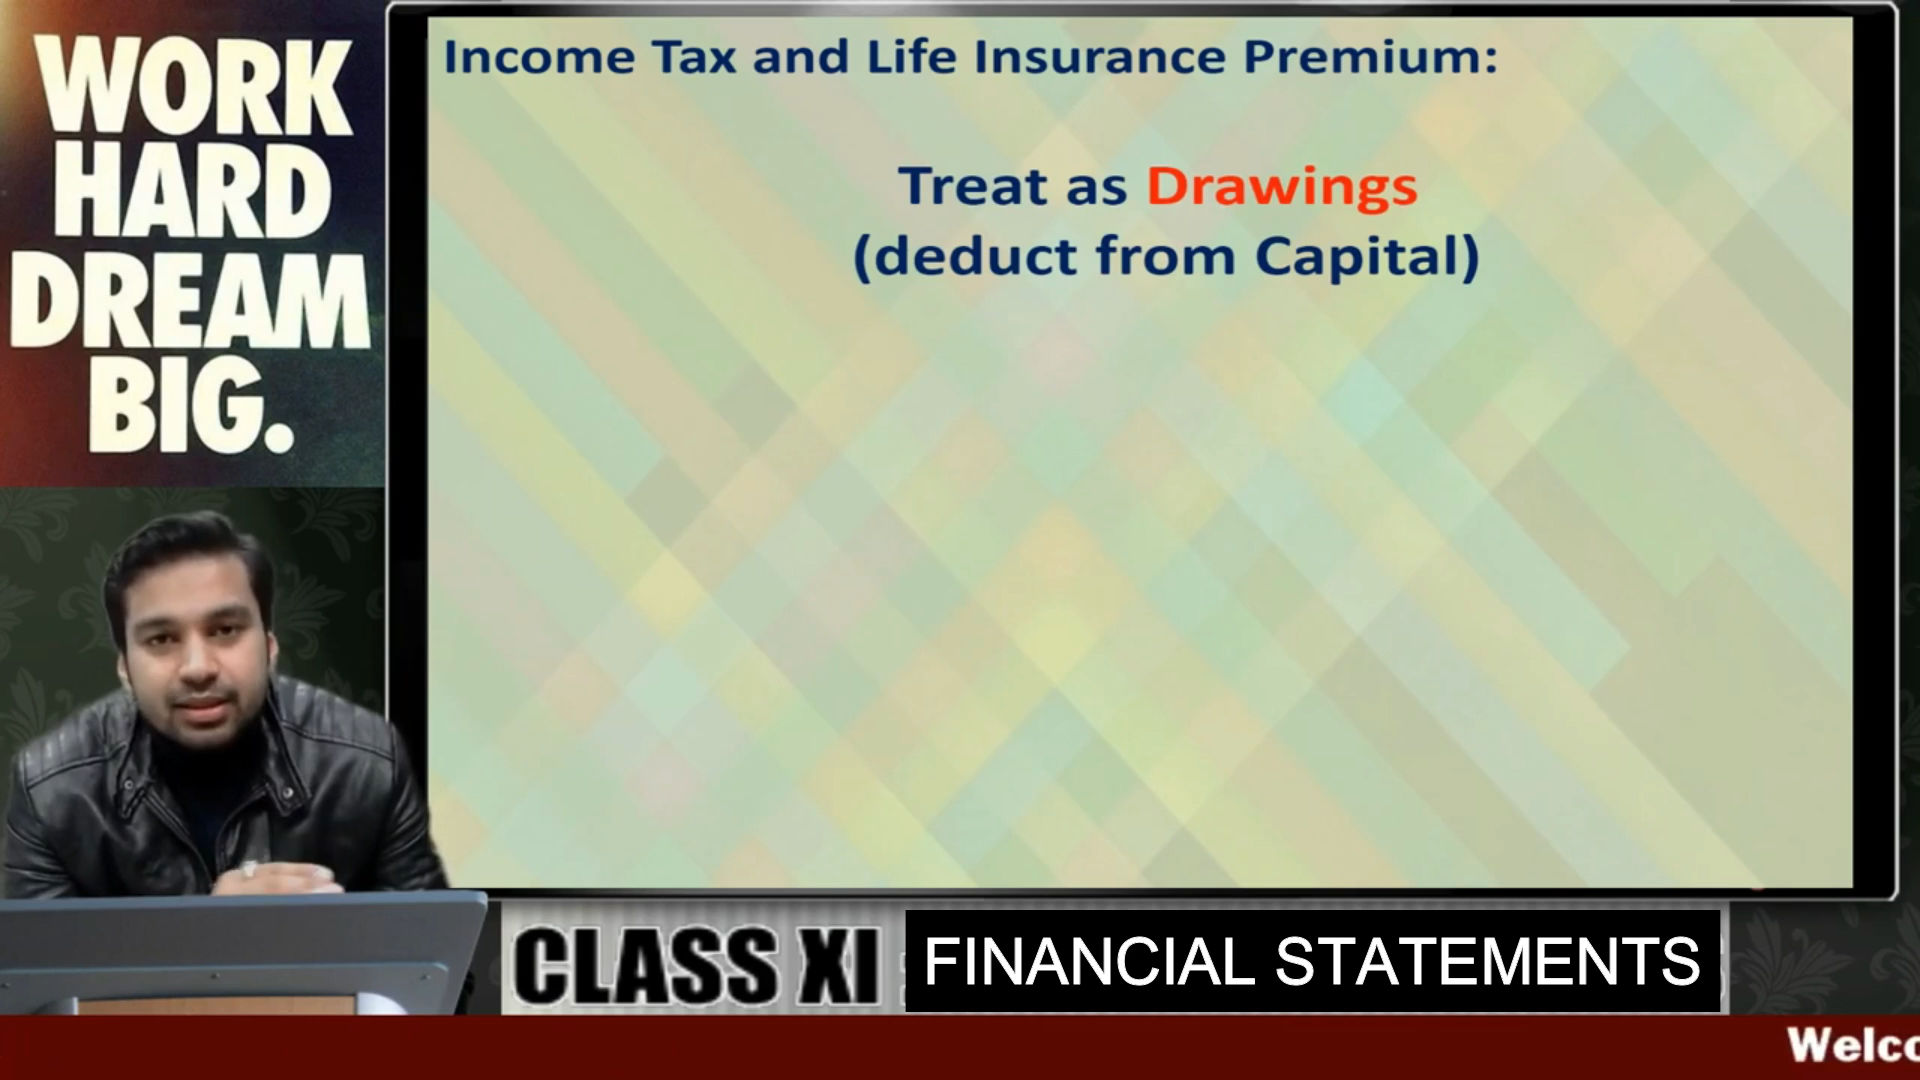 WORK
HARD
DREAM
BIG.
Income Tax and Life Insurance Premium:
Treat as Drawings
(deduct from Capital)
CLASS XI
FINANCIAL STATEMENTS
Welco